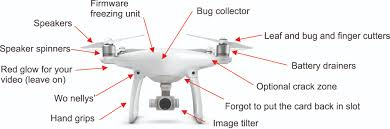 Firmware
freezing unit
Bug collector
Speakers
Leaf and bug and finger cutters
Speaker spinners
Battery drainers
Red glow for your
video (leave on)
Optional crack zone
Wo nellys'
Forgot to put the card back in slot
Hand grips
Image tilter